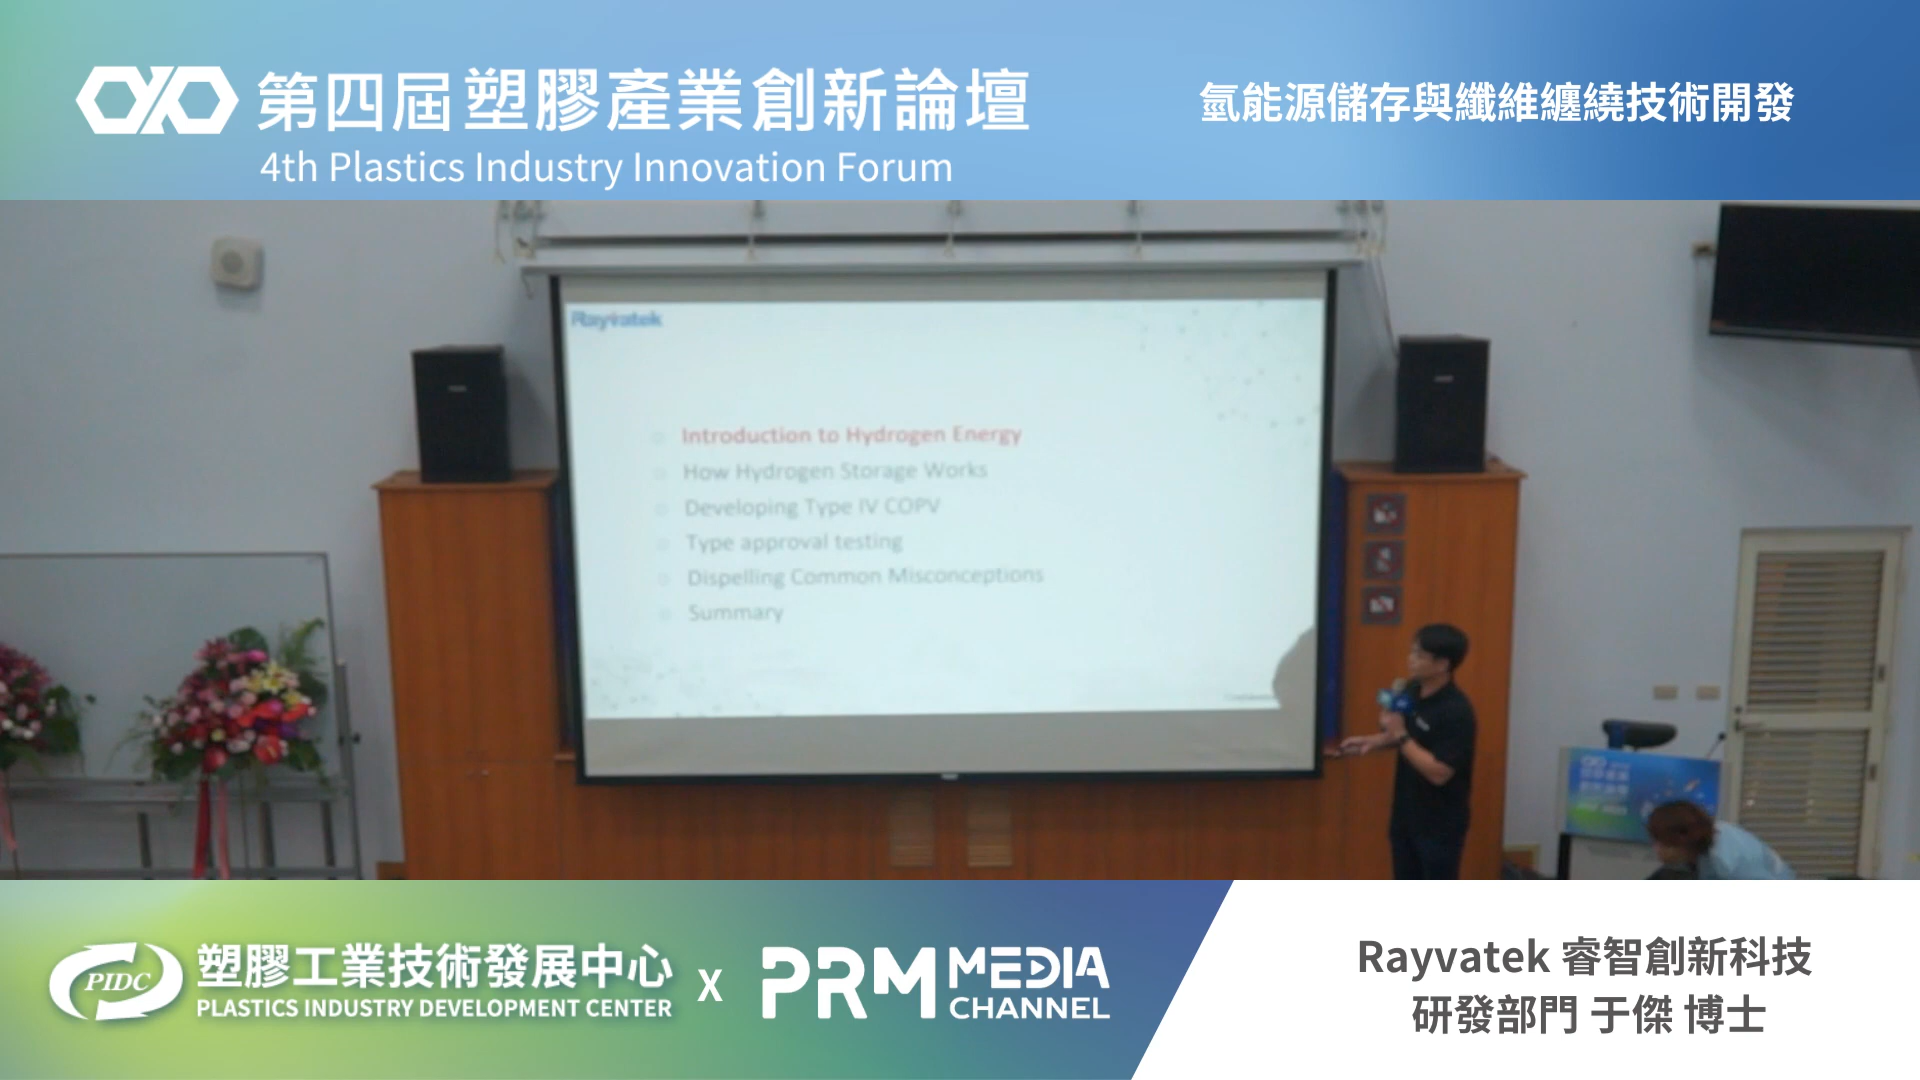 第四屆塑膠產業創新論壇
4th Plastics Industry Innovation Forum
氫能源儲存與纖維纏繞技術開發
Rayvatek
Introduction to Hydrogen Energy
How Hydrogen Storage Works
Developing Type IV COPV
Type approval testing
Dispelling Common Misconceptions
Summary
PIDC
塑膠工業技術發展中心
PLASTICS INDUSTRY DEVELOPMENT CENTER
X
PRM MEDIA CHANNEL
Rayvatek 睿智創新科技
研發部門 于傑 博士